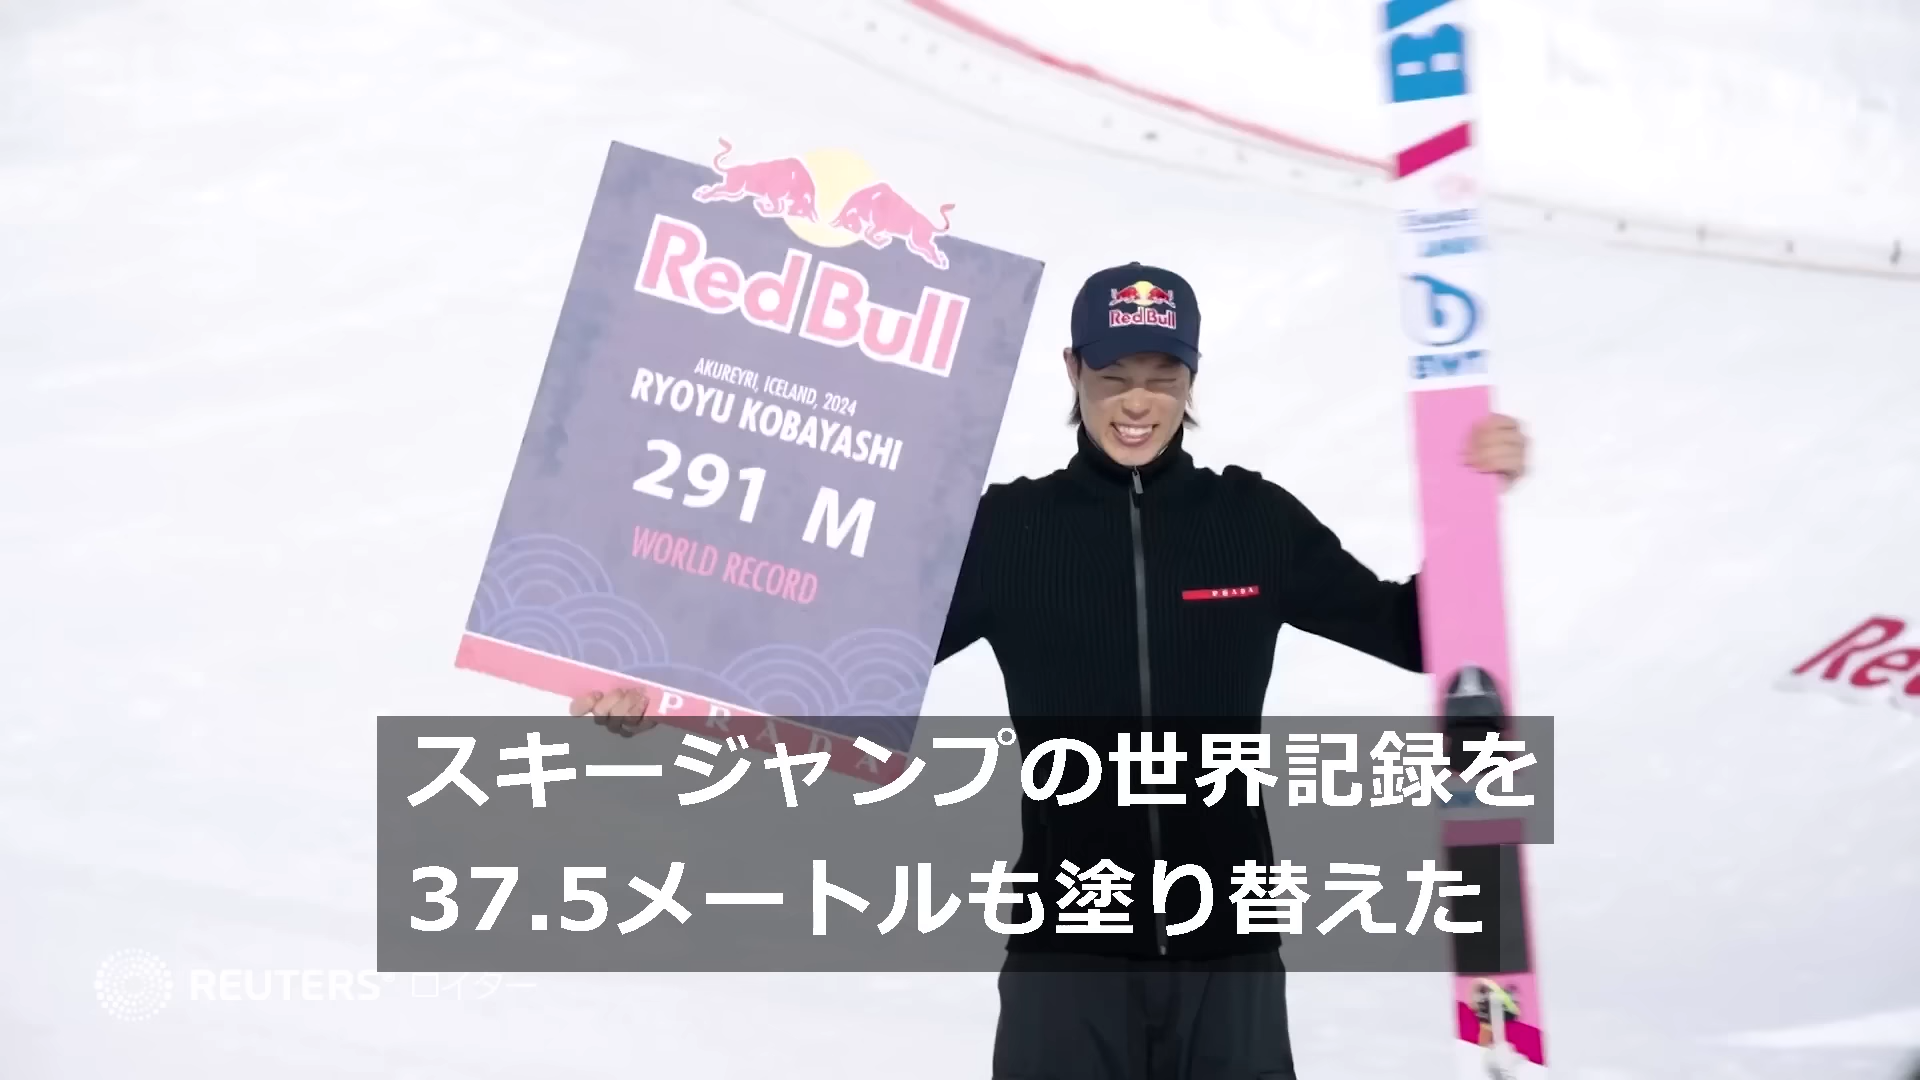 Red Bull
AKUREYRI, ICELAND, 2024
RYOYU KOBAYASHI
291 M
WORLD RECORD
PRADA
Red Bull
PRADA
BWT
スキージャンプの世界記録を
37.5メートルも塗り替えた
REUTERS® ロイター